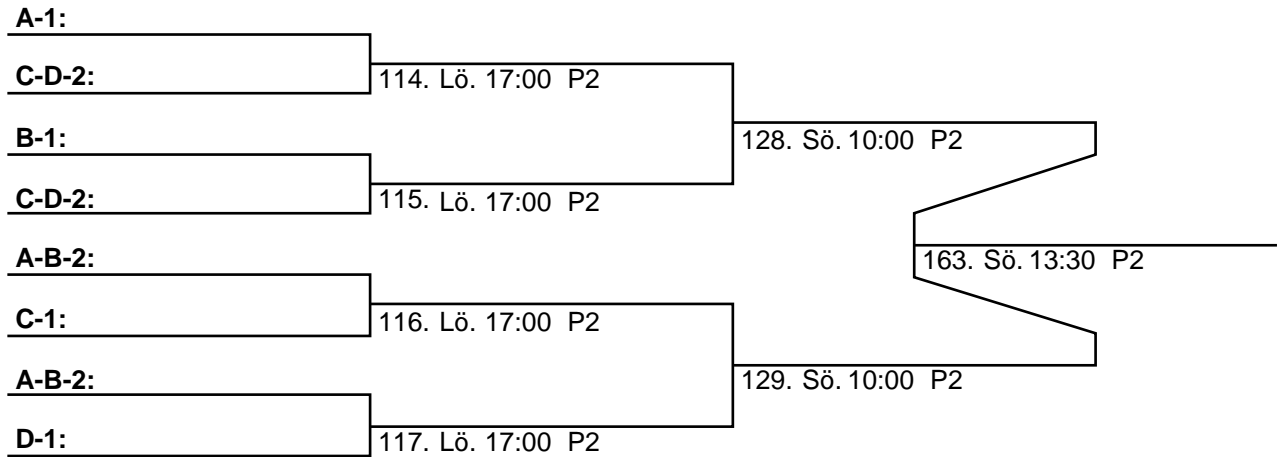 A-1:
C-D-2:
114. Lö. 17:00 P2
B-1:
128. Sö. 10:00 P2
C-D-2:
115. Lö. 17:00 P2
A-B-2:
163. Sö. 13:30 P2
C-1:
116. Lö. 17:00 P2
A-B-2:
129. Sö. 10:00 P2
D-1:
117. Lö. 17:00 P2